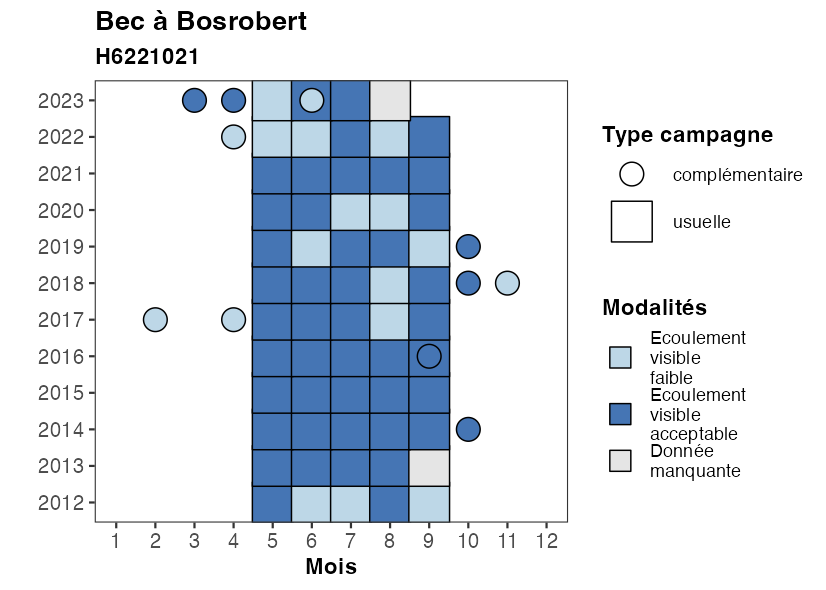 Bec à Bosrobert
H6221021
2023
2022
2021
2020
2019
2018
2017
2016
2015
2014
2013
2012
1 2 3 4 5 6 7 8 9 10 11 12
Mois
Type campagne
complémentaire
usuelle
Modalités
Ecoulement
visible
faible
Ecoulement
visible
acceptable
Donnée
manquante